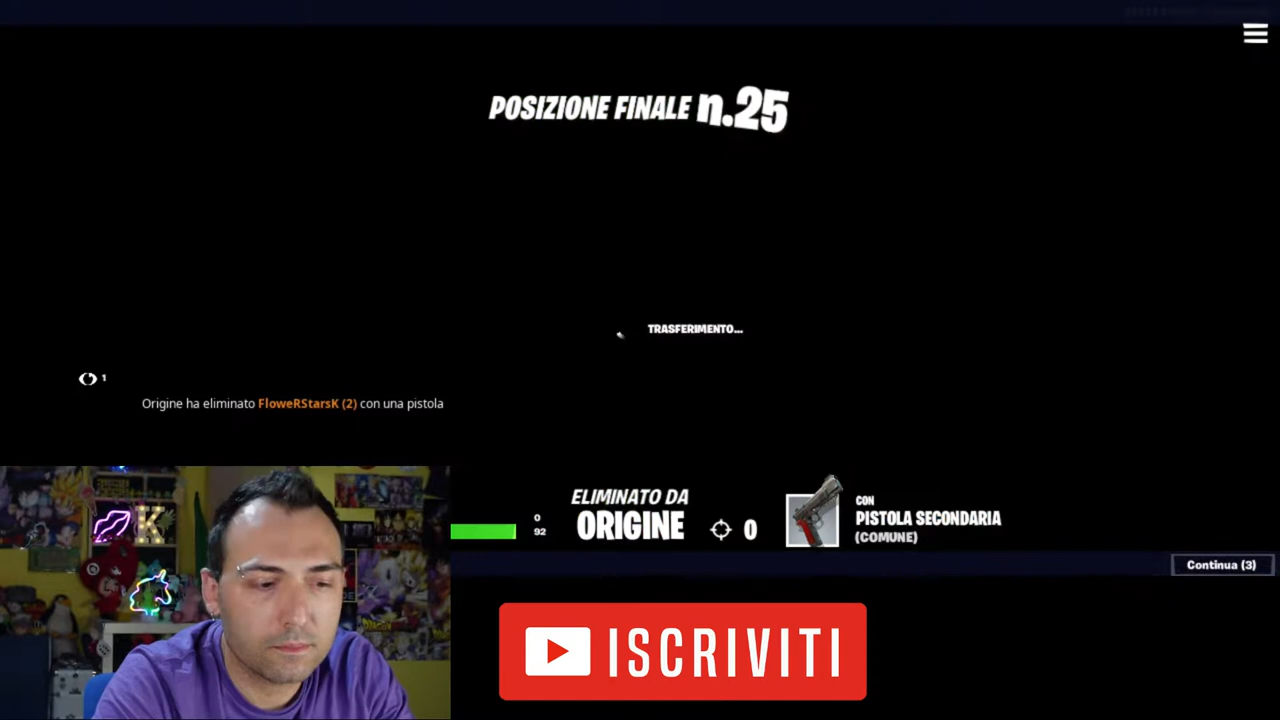 POSIZIONE FINALE n.25
TRASFERIMENTO...
1
Origine ha eliminato FloweRStarsK (2) con una pistola
ELIMINATO DA
ORIGINE
0
0
92
CON
PISTOLA SECONDARIA
(COMUNE)
K
Continua (3)
ISCRIVITI